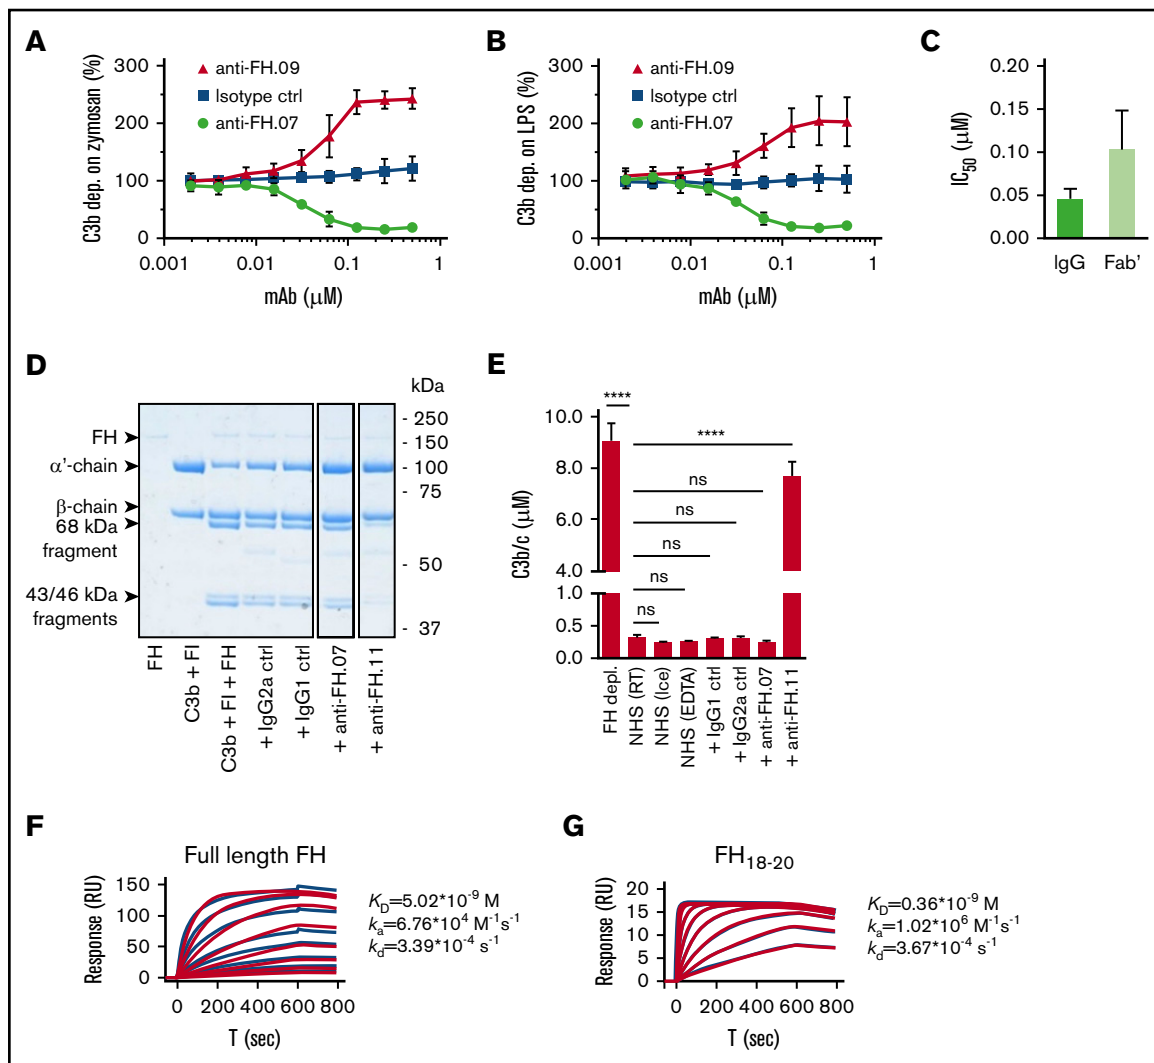 A
C3b dep. on zymosan (%)
300
200
100
0
0.001
0.01
0.1
1
mAb (μM)
anti-FH.09
Isotype ctrl
anti-FH.07
B
C3b dep. on LPS (%)
300
200
100
0
0.001
0.01
0.1
1
mAb (μM)
anti-FH.09
Isotype ctrl
anti-FH.07
C
IC50 (μM)
0.20
0.15
0.10
0.05
0.00
IgG
Fab'
D
kDa
FH
α'-chain
β-chain
68 kDa
fragment
43/46 kDa
fragments
- 250
- 150
- 100
- 75
- 50
- 37
FH
C3b + FI
C3b + FI + FH
+ IgG2a ctrl
+ IgG1 ctrl
+ anti-FH.07
+ anti-FH.11
E
C3b/c (μM)
10.0
8.0
6.0
4.0
1.0
0.5
0.0
****
****
ns
ns
ns
ns
ns
FH depl.
NHS (RT)
NHS (Ice)
NHS (EDTA)
+ IgG1 ctrl
+ IgG2a ctrl
+ anti-FH.07
+ anti-FH.11
F
Full length FH
Response (RU)
150
100
50
0
0 200 400 600 800
T (sec)
KD=5.02*10-9 M
ka=6.76*104 M-1s-1
kd=3.39*10-4 s-1
G
FH18-20
Response (RU)
20
15
10
5
0
0 200 400 600 800
T (sec)
KD=0.36*10-9 M
ka=1.02*106 M-1s-1
kd=3.67*10-4 s-1